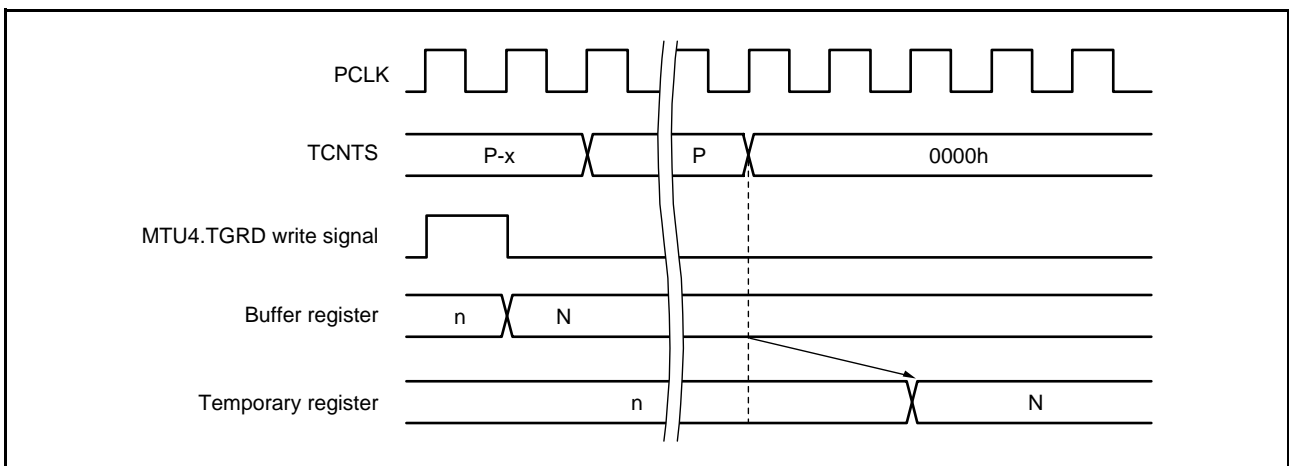 PCLK
TCNTS P-x P 0000h
MTU4.TGRD write signal
Buffer register n N
Temporary register n N